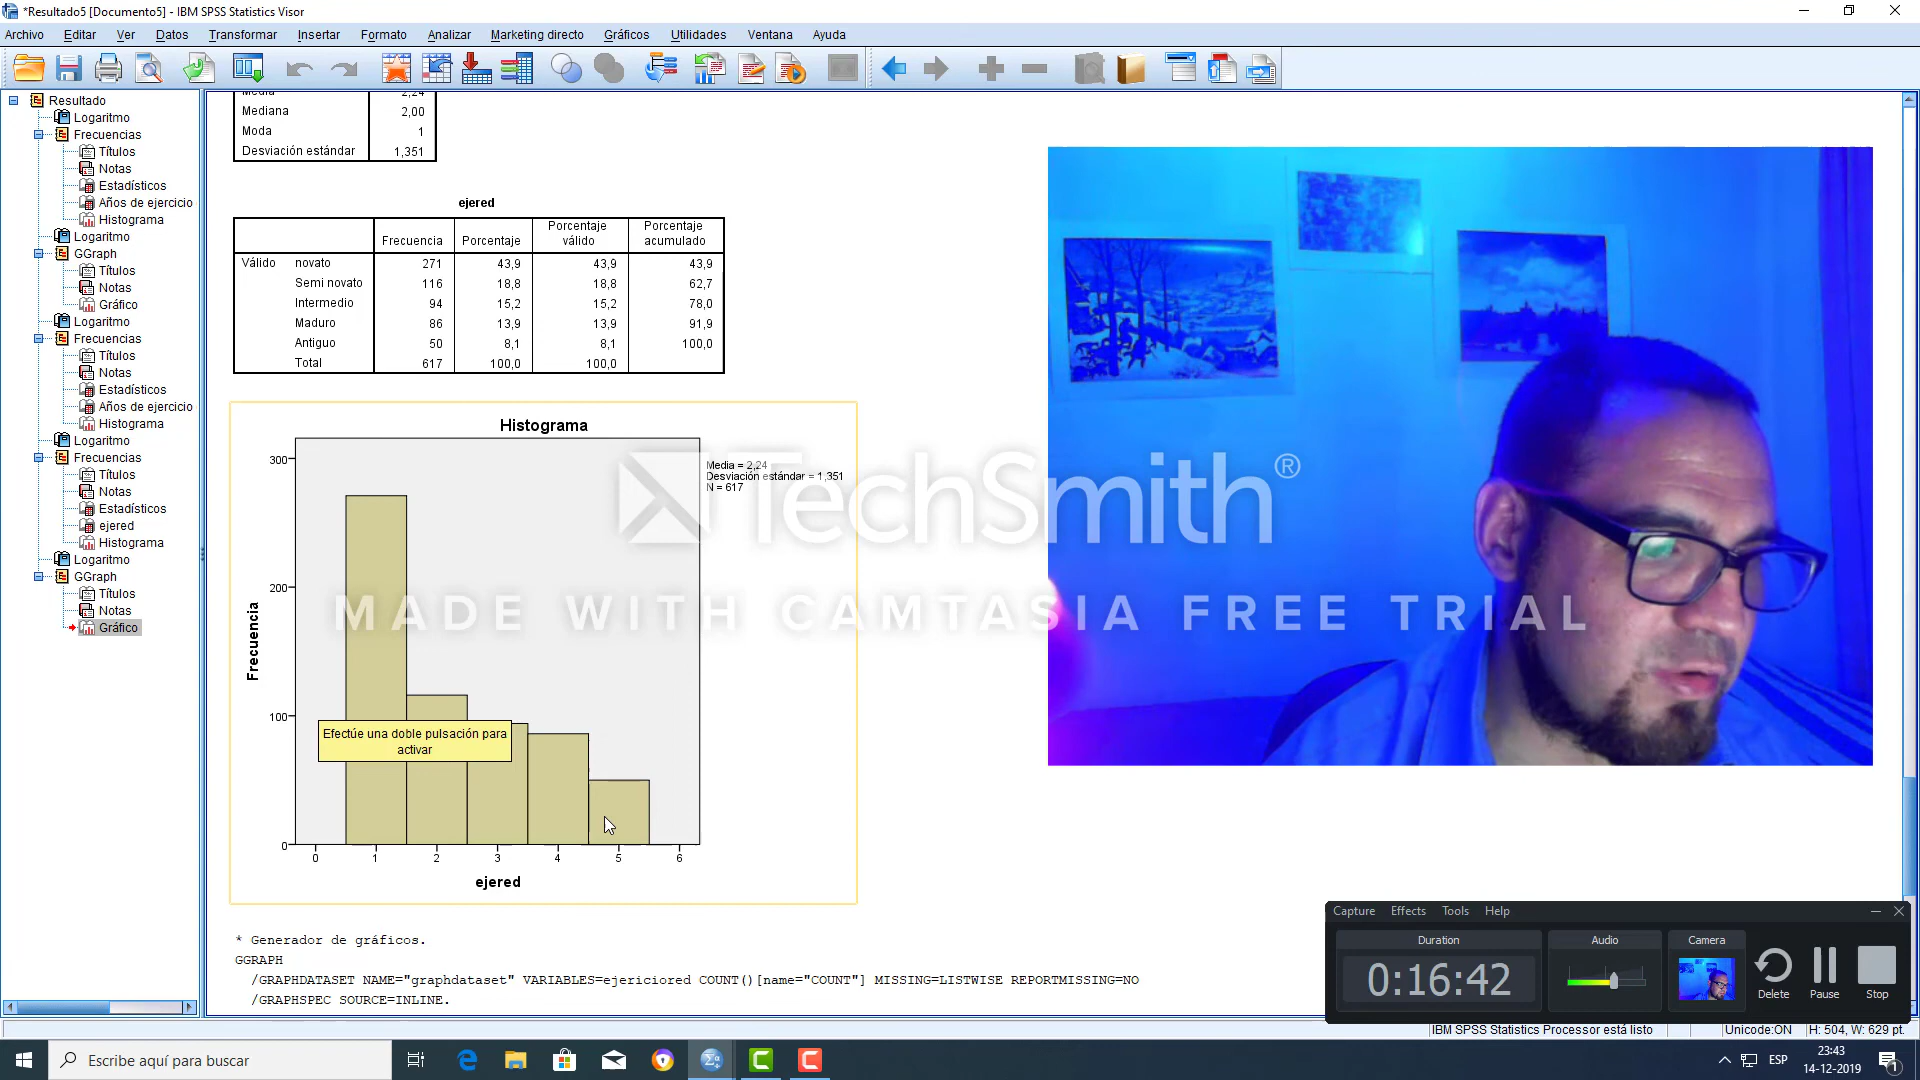 *Resultado5 [Documento5] - IBM SPSS Statistics Visor
Archivo Editar Ver Datos Transformar Insertar Formato Analizar Marketing directo Gráficos Utilidades Ventana Ayuda
Resultado
Logaritmo
Frecuencias
Títulos
Notas
Estadísticos
Años de ejercicio
Histograma
Logaritmo
GGraph
Títulos
Notas
Gráfico
Logaritmo
Frecuencias
Títulos
Notas
Estadísticos
Años de ejercicio
Histograma
Logaritmo
Frecuencias
Títulos
Notas
Estadísticos
ejered
Histograma
Logaritmo
GGraph
Títulos
Notas
Gráfico
Media 2,24
Mediana 2,00
Moda 1
Desviación estándar 1,351
ejered
Frecuencia Porcentaje Porcentaje válido Porcentaje acumulado
Válido novato 271 43,9 43,9 43,9
Semi novato 116 18,8 18,8 62,7
Intermedio 94 15,2 15,2 78,0
Maduro 86 13,9 13,9 91,9
Antiguo 50 8,1 8,1 100,0
Total 617 100,0 100,0
Histograma
Media = 2,24
Desviación estándar = 1,351
N = 617
300
200
100
0
Frecuencia
0 1 2 3 4 5 6
ejered
Efectúe una doble pulsación para
activar
TechSmith®
MADE WITH CAMTASIA FREE TRIAL
* Generador de gráficos.
GGRAPH
/GRAPHDATASET NAME="graphdataset" VARIABLES=ejericiored COUNT()[name="COUNT"] MISSING=LISTWISE REPORTMISSING=NO
/GRAPHSPEC SOURCE=INLINE.
Capture Effects Tools Help
Duration
0:16:42
Audio
Camera
Delete Pause Stop
IBM SPSS Statistics Processor está listo Unicode:ON H: 504, W: 629 pt.
Escribe aquí para buscar
ESP
23:43
14-12-2019
1